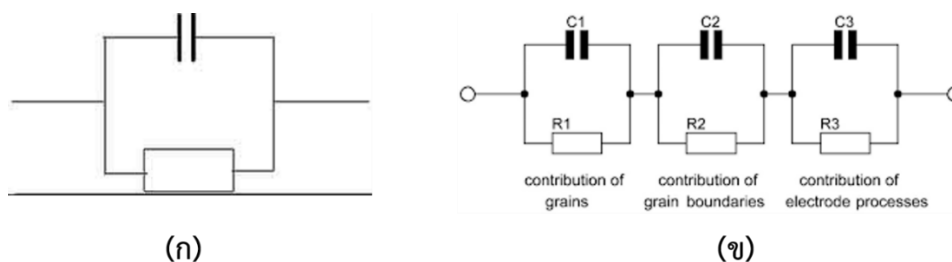 C1 C2 C3
R1 R2 R3
contribution of contribution of contribution of
grains grain boundaries electrode processes
(ก) (ข)